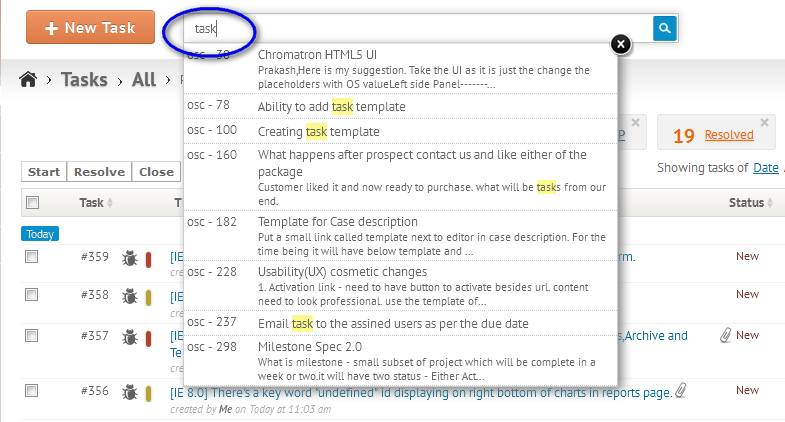 + New Task
task
osc - 38 Chromatron HTML5 UI
Prakash,Here is my suggestion. Take the UI as it is just the change the
placeholders with OS valueLeft side Panel-------...
Tasks All
osc - 78 Ability to add task template
osc - 100 Creating task template
19 Resolved
osc - 160 What happens after prospect contact us and like either of the
package
Customer liked it and now ready to purchase. what will be tasks from our
end.
Start Resolve Close
Showing tasks of Date
Task
Status
osc - 182 Template for Case description
Put a small link called template next to editor in case description. For the
time being it will have below template and ...
Today
#359 [IE
rm.
New
created
osc - 228 Usability(UX) cosmetic changes
1. Activation link - need to have button to activate besides url. content
need to look professional. use the template of...
#358 [IE
New
osc - 237 Email task to the assined users as per the due date
#357 [IE
s,Archive and
New
osc - 298 Milestone Spec 2.0
What is milestone - small subset of project which will be complete in a
week or two.it will have two status - Either Act...
#356 [IE 8.0] There's a key word "undefined" id displaying on right bottom of charts in reports page.
New
created by Me on Today at 11:03 am